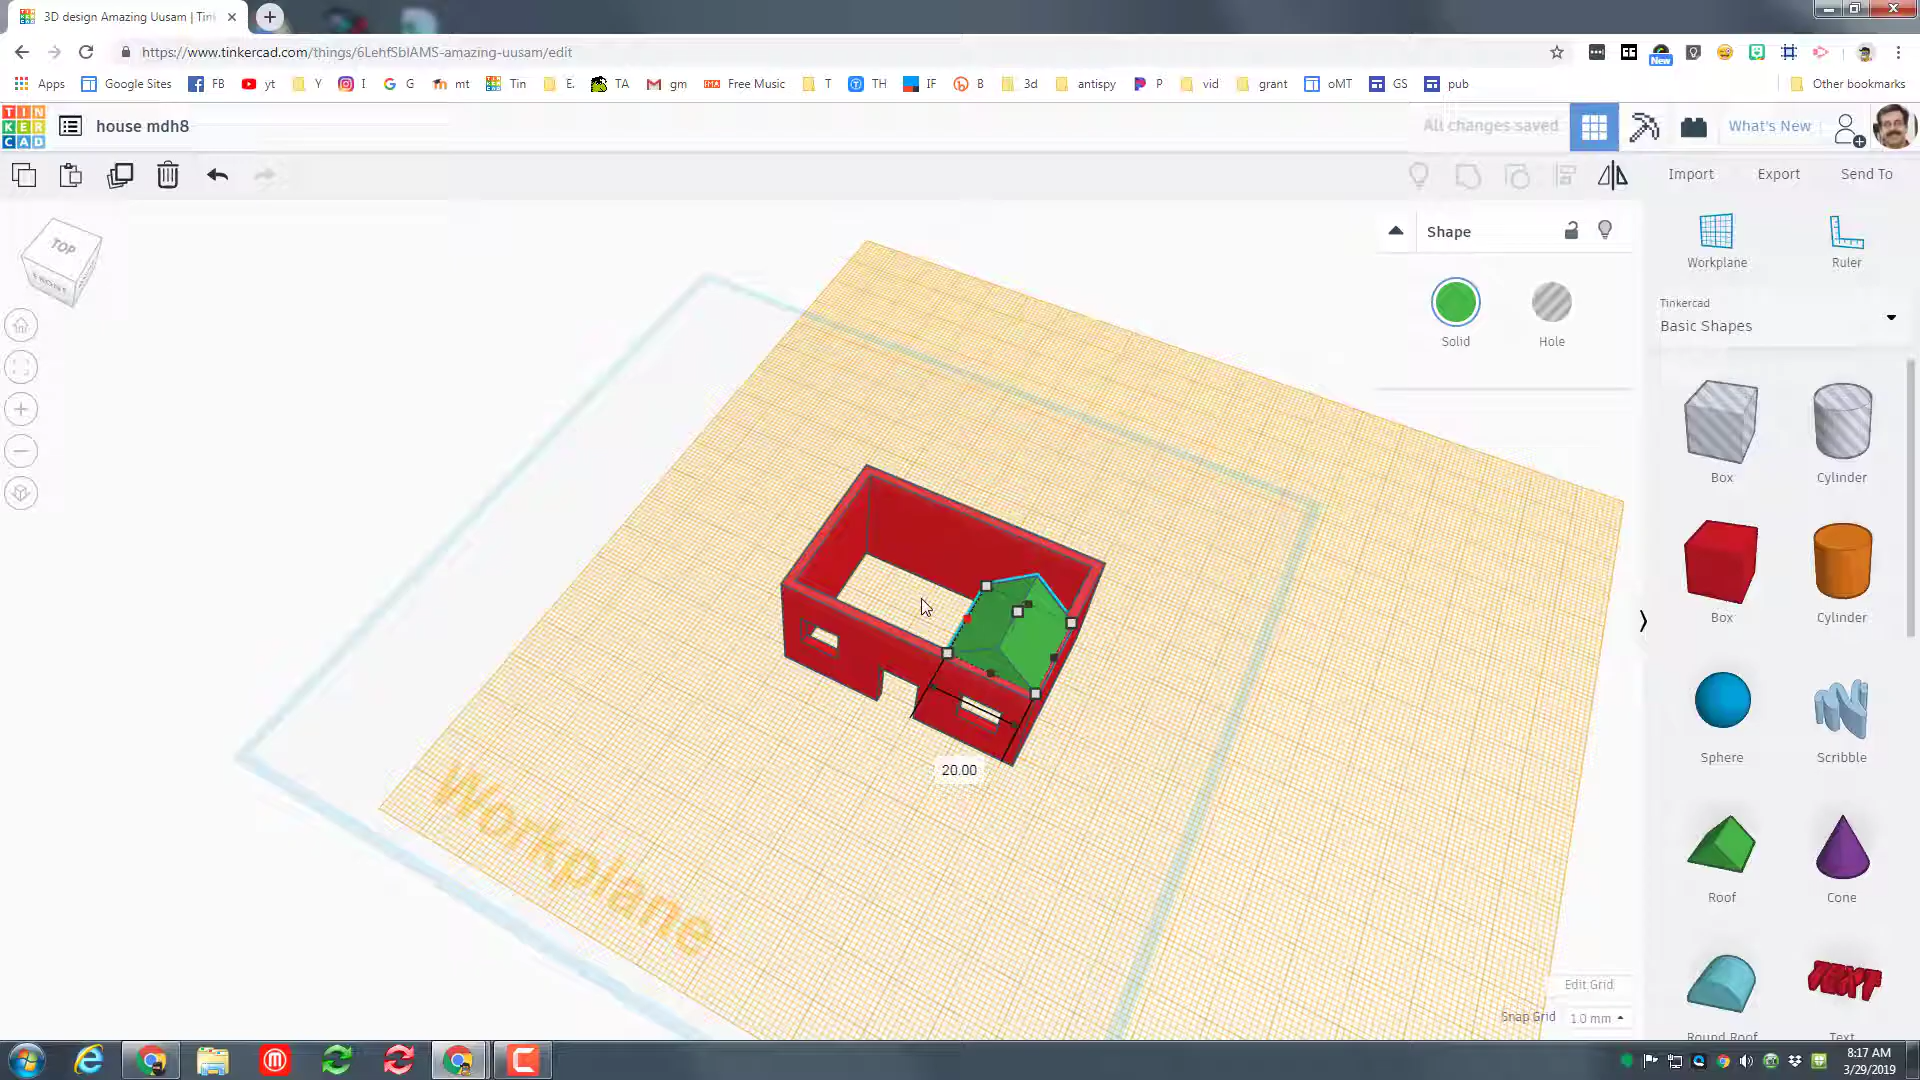 3D design Amazing Uusam | Tin
https://www.tinkercad.com/things/6LehfSblAMS-amazing-uusam/edit
New
Apps Google Sites FB yt Y I G mt Tin E. TA gm Free Music T TH IF B 3d antispy P vid grant oMT GS pub Other bookmarks
TIN
KER
CAD
house mdh8
All changes saved
What's New
Import Export Send To
TOP
FRONT
Shape
Solid Hole
Workplane Ruler
Tinkercad
Basic Shapes
Box Cylinder
Box Cylinder
Sphere Scribble
Roof Cone
TEXT
Round Roof Text
20.00
Workplane
Edit Grid
Snap Grid 1.0 mm
8:17 AM
3/29/2019